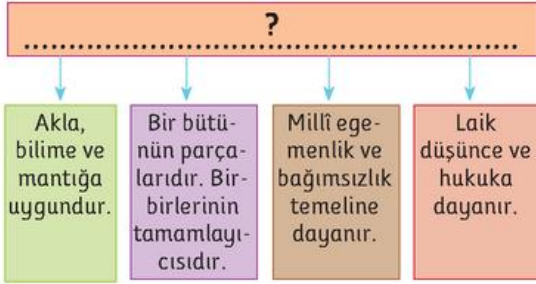 ?
................................................................
Akla,
bilime ve
mantığa
uygundur.
Bir bütü-
nün parça-
larıdır. Bir-
birlerinin
tamamlayı-
cısıdır.
Millî ege-
menlik ve
bağımsızlık
temeline
dayanır.
Laik
düşünce ve
hukuka
dayanır.